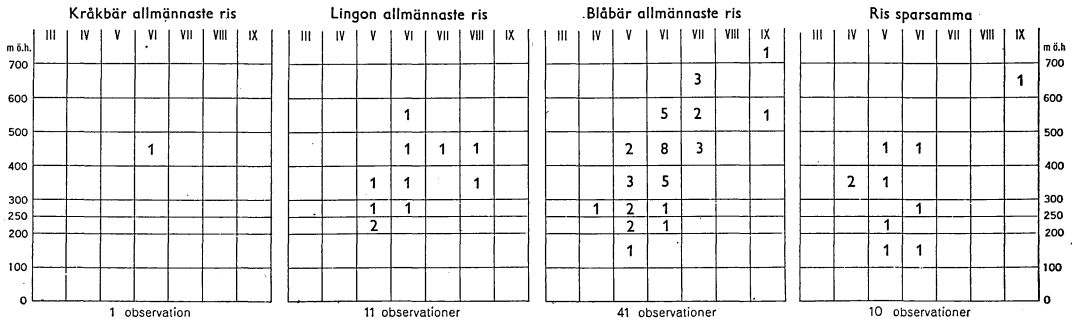 Kråkbär allmännaste ris Lingon allmännaste ris Blåbär allmännaste ris Ris sparsamma
III IV V VI VII VIII IX III IV V VI VII VIII IX III IV V VI VII VIII IX III IV V VI VII VIII IX
m ö.h. 1 m ö.h
700 700
3 1
600 600
1 5 2 1
500 500
1 1 1 1 2 8 3 1 1
400 400
1 1 1 3 5 2 1
300 300
1 1 1 2 1 1
250 250
2 2 1 1
200 200
1 1 1
100 100
0 0
1 observation 11 observationer 41 observationer 10 observationer